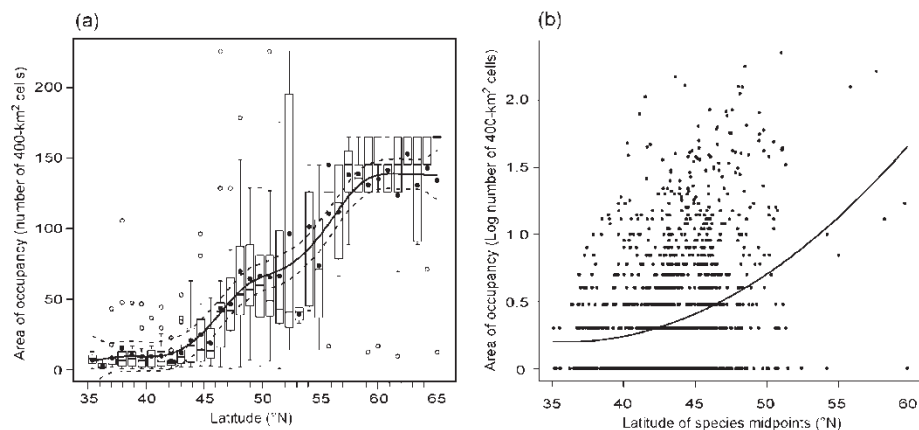 (a)
Area of occupancy (number of 400-km² cells)
200
150
100
50
0
35 40 45 50 55 60 65
Latitude (°N)
(b)
Area of occupancy (Log number of 400-km² cells)
2.0
1.5
1.0
0.5
0
35 40 45 50 55 60
Latitude of species midpoints (°N)